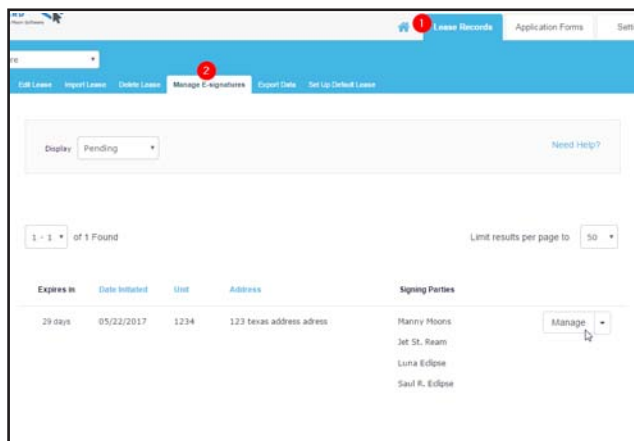 1 Lease Records Application Forms
2
Edit Lease Import Lease Delete Lease Manage E-signatures Export Data Set Up Default Lease
Display Pending Need Help?
1 - 1 of 1 Found Limit results per page to 50
Expires in Date Initiated Unit Address Signing Parties
29 days 05/22/2017 1234 123 texas address adress Manny Moons Manage
Jet St. Ream
Luna Eclipse
Saul R. Eclipse